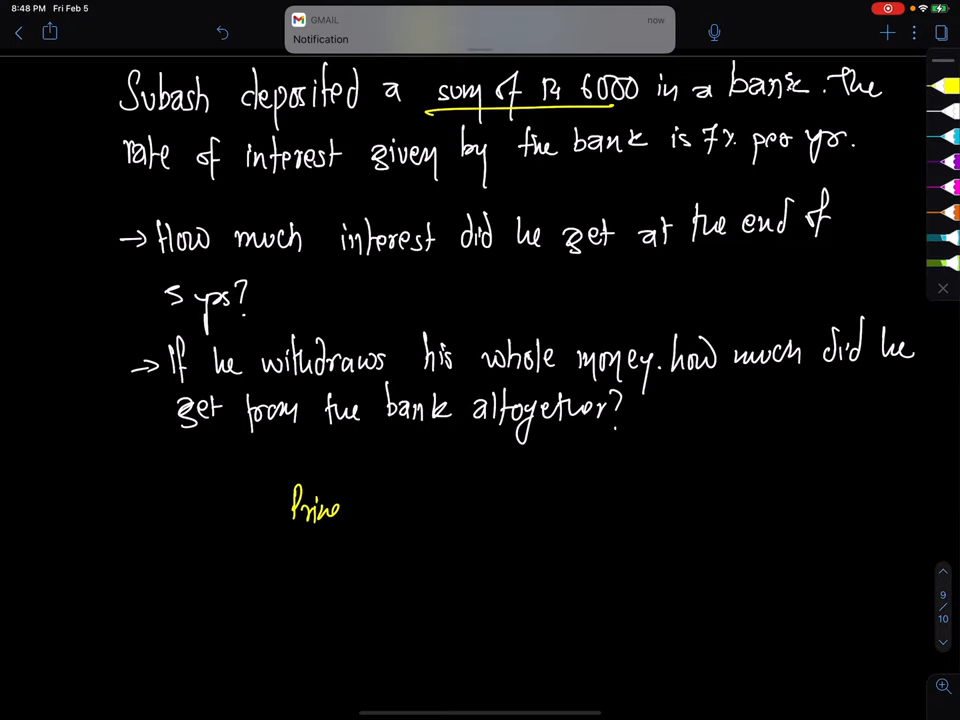 8:48 PM Fri Feb 5
GMAIL
now
Notification
Subash deposited a sum of Rs 6000 in a bank. The
rate of interest given by the bank is 7% per yr.
→ How much interest did he get at the end of
5 yrs?
→ If he withdraws his whole money. how much did he
get from the bank altogether?
Princ
9
/
10